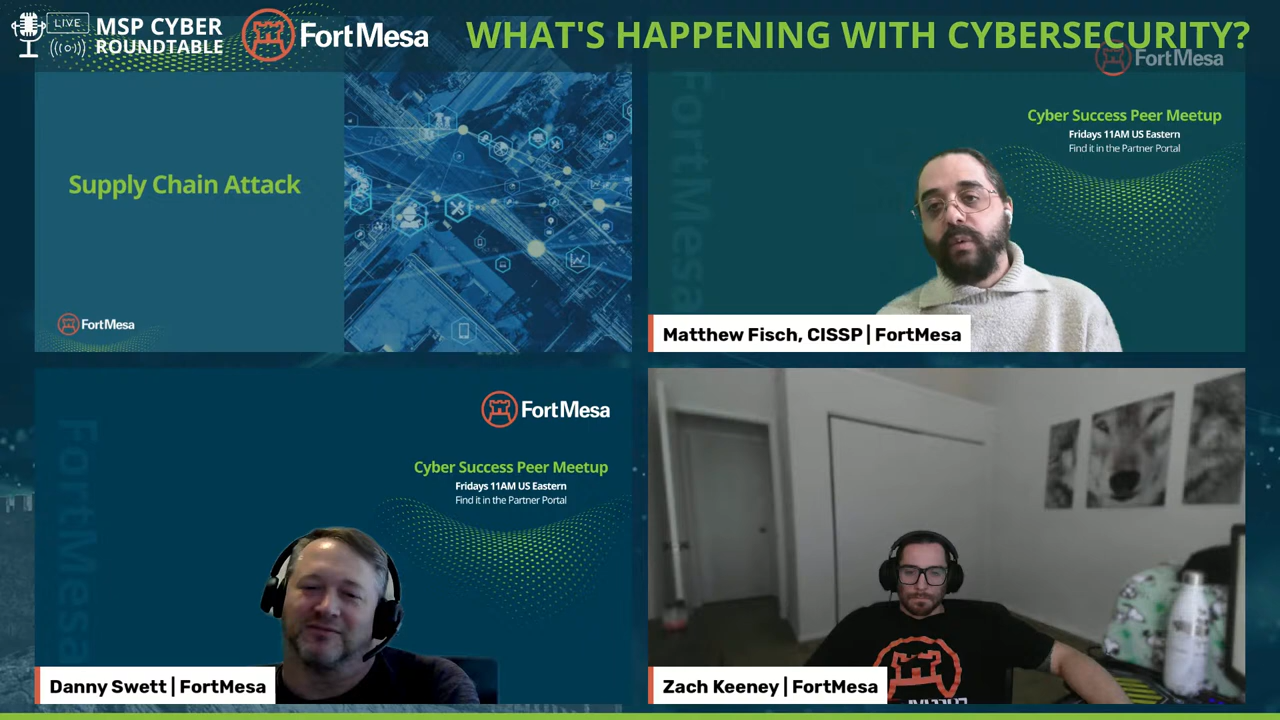 LIVE
MSP CYBER
ROUNDTABLE
FortMesa
WHAT'S HAPPENING WITH CYBERSECURITY?
FortMesa
Supply Chain Attack
FortMesa
FortMesa
Cyber Success Peer Meetup
Fridays 11AM US Eastern
Find it in the Partner Portal
Matthew Fisch, CISSP | FortMesa
FortMesa
FortMesa
Cyber Success Peer Meetup
Fridays 11AM US Eastern
Find it in the Partner Portal
Danny Swett | FortMesa
Zach Keeney | FortMesa